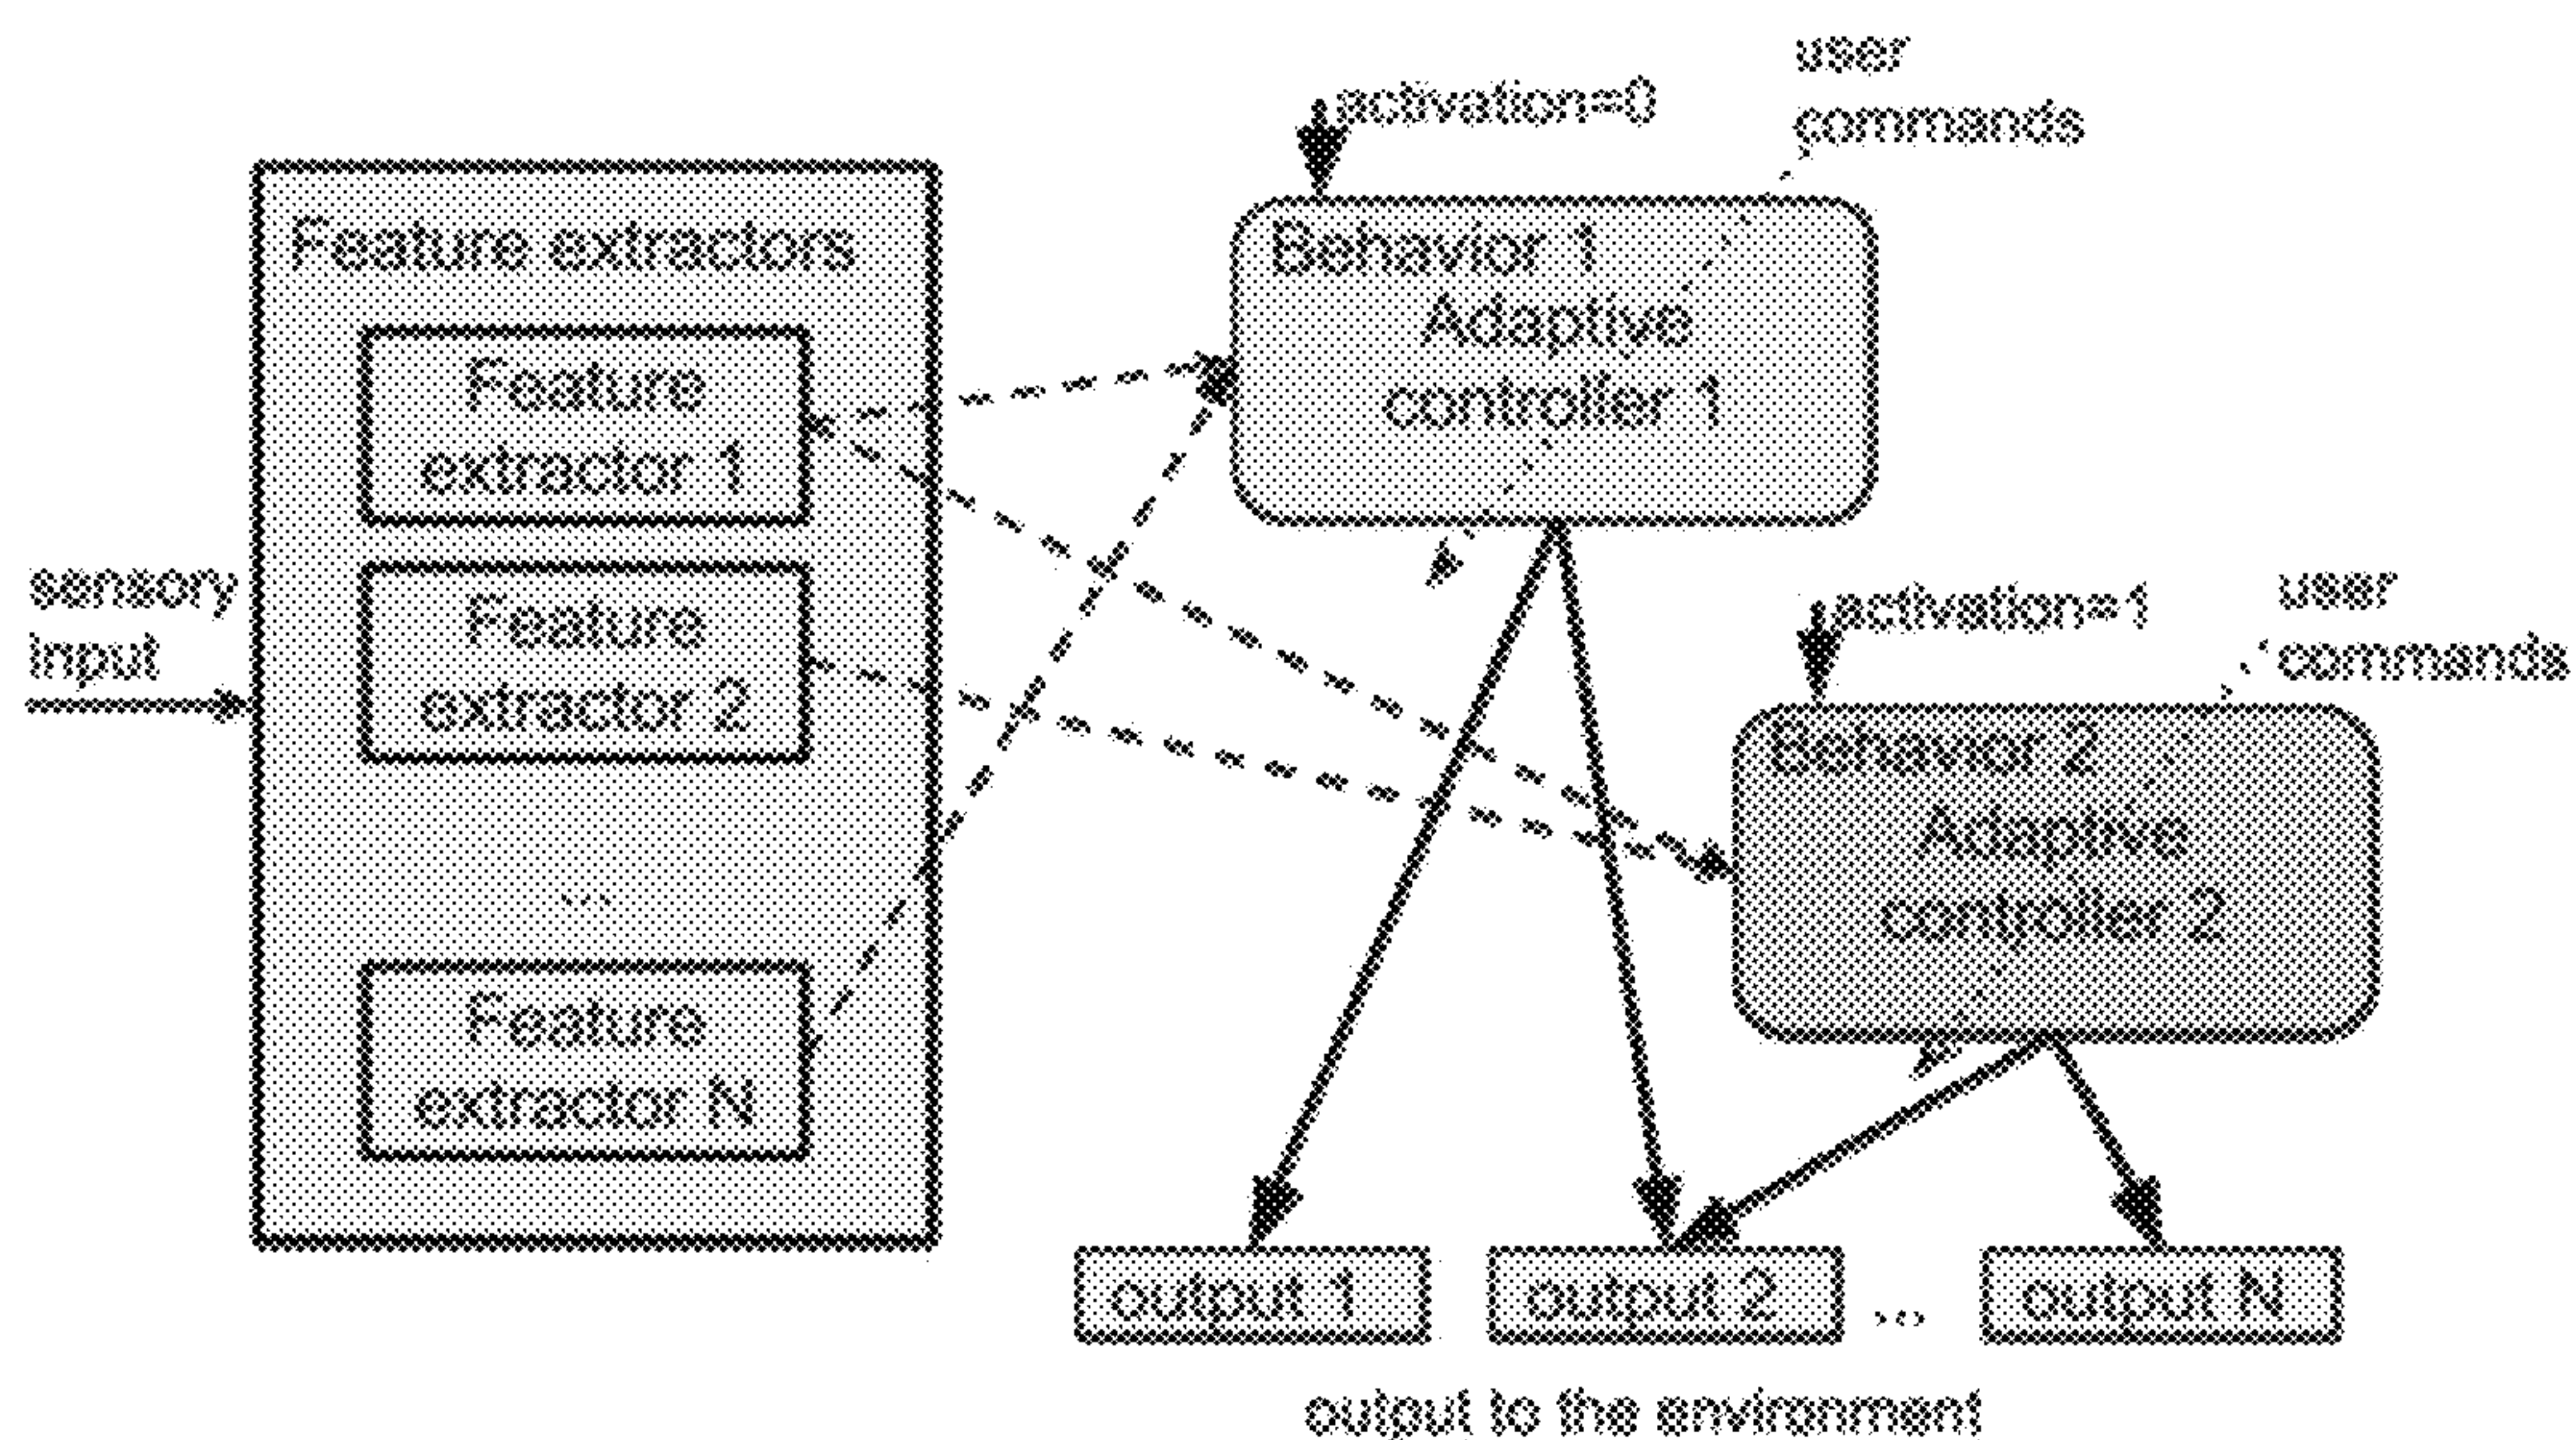 user
commands
activation=0
Feature extractors
Behavior 1
Adaptive
controller 1
Feature
extractor 1
sensory
input
Feature
extractor 2
activation=1
user
commands
Behavior 2
Adaptive
controller 2
...
Feature
extractor N
output 1
output 2
...
output N
output to the environment